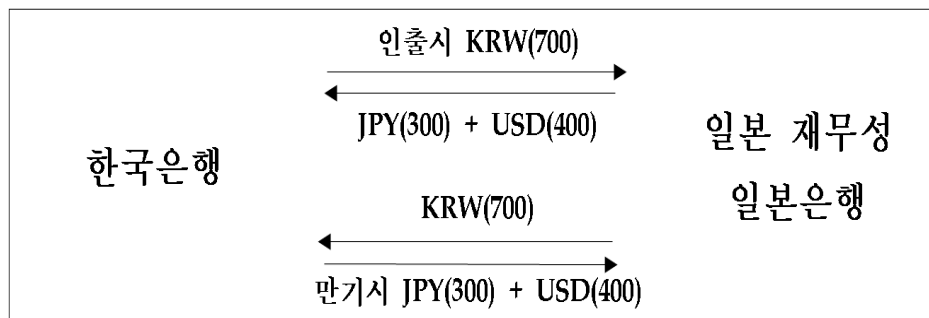 인출시 KRW(700)
JPY(300) + USD(400)
한국은행
일본 재무성
일본은행
KRW(700)
만기시 JPY(300) + USD(400)